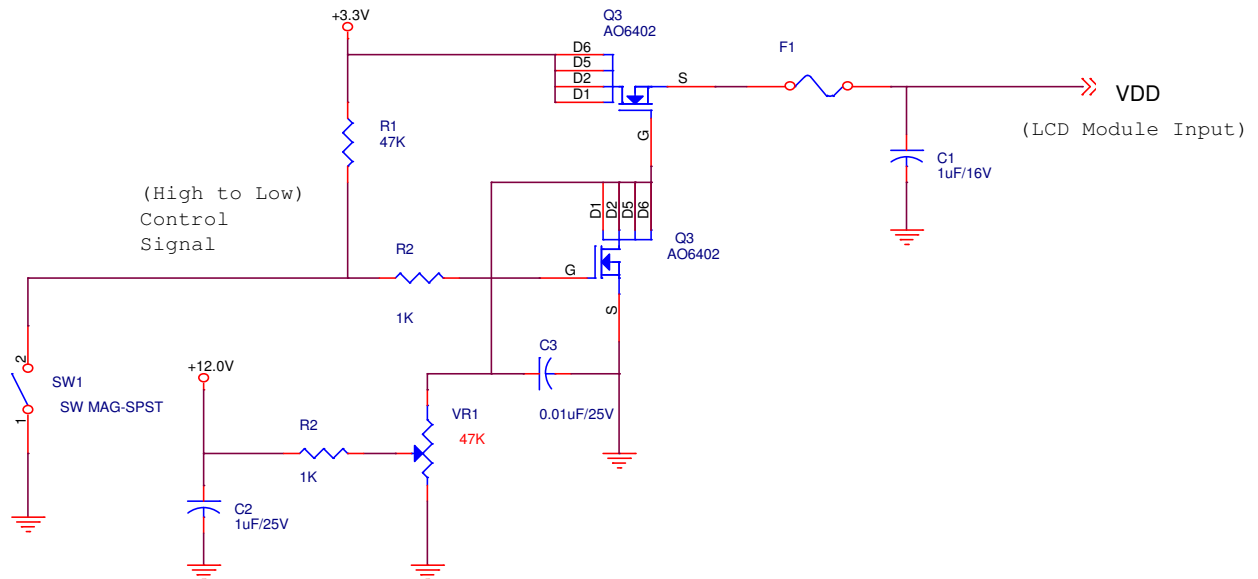 +3.3V
Q3
AO6402
D6
D5
D2
D1
S
G
F1
VDD
(LCD Module Input)
R1
47K
C1
1uF/16V
(High to Low)
Control
Signal
D1
D2
D5
D6
Q3
AO6402
R2
1K
G
S
2
1
SW1
SW MAG-SPST
+12.0V
C3
0.01uF/25V
VR1
47K
R2
1K
C2
1uF/25V